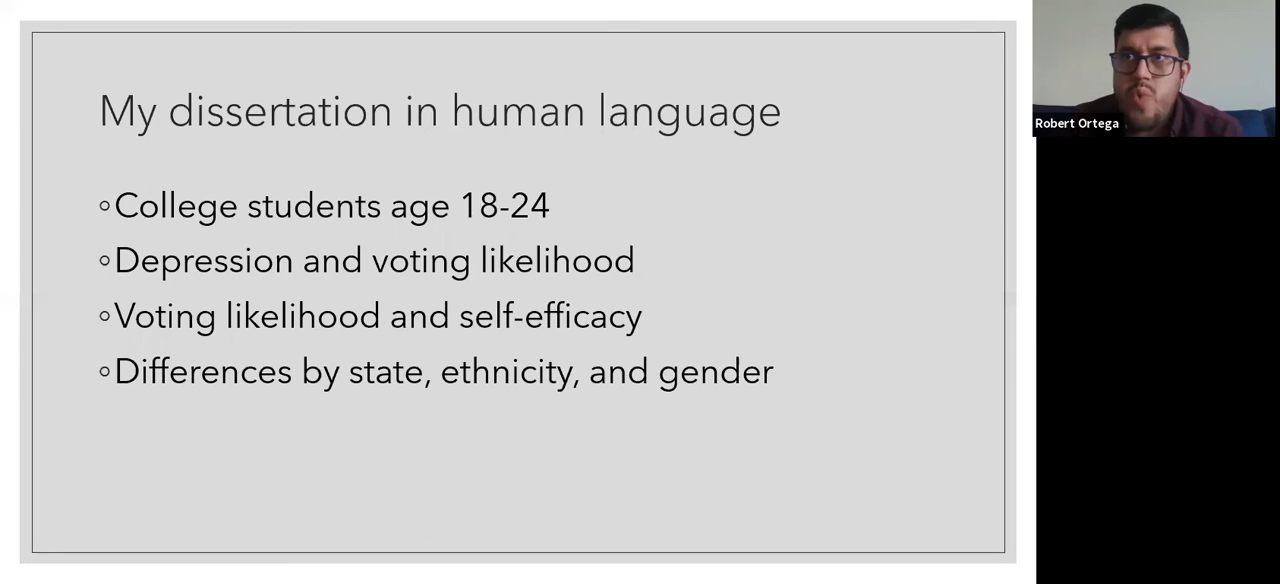 My dissertation in human language
◦College students age 18-24
◦Depression and voting likelihood
◦Voting likelihood and self-efficacy
◦Differences by state, ethnicity, and gender
Robert Ortega